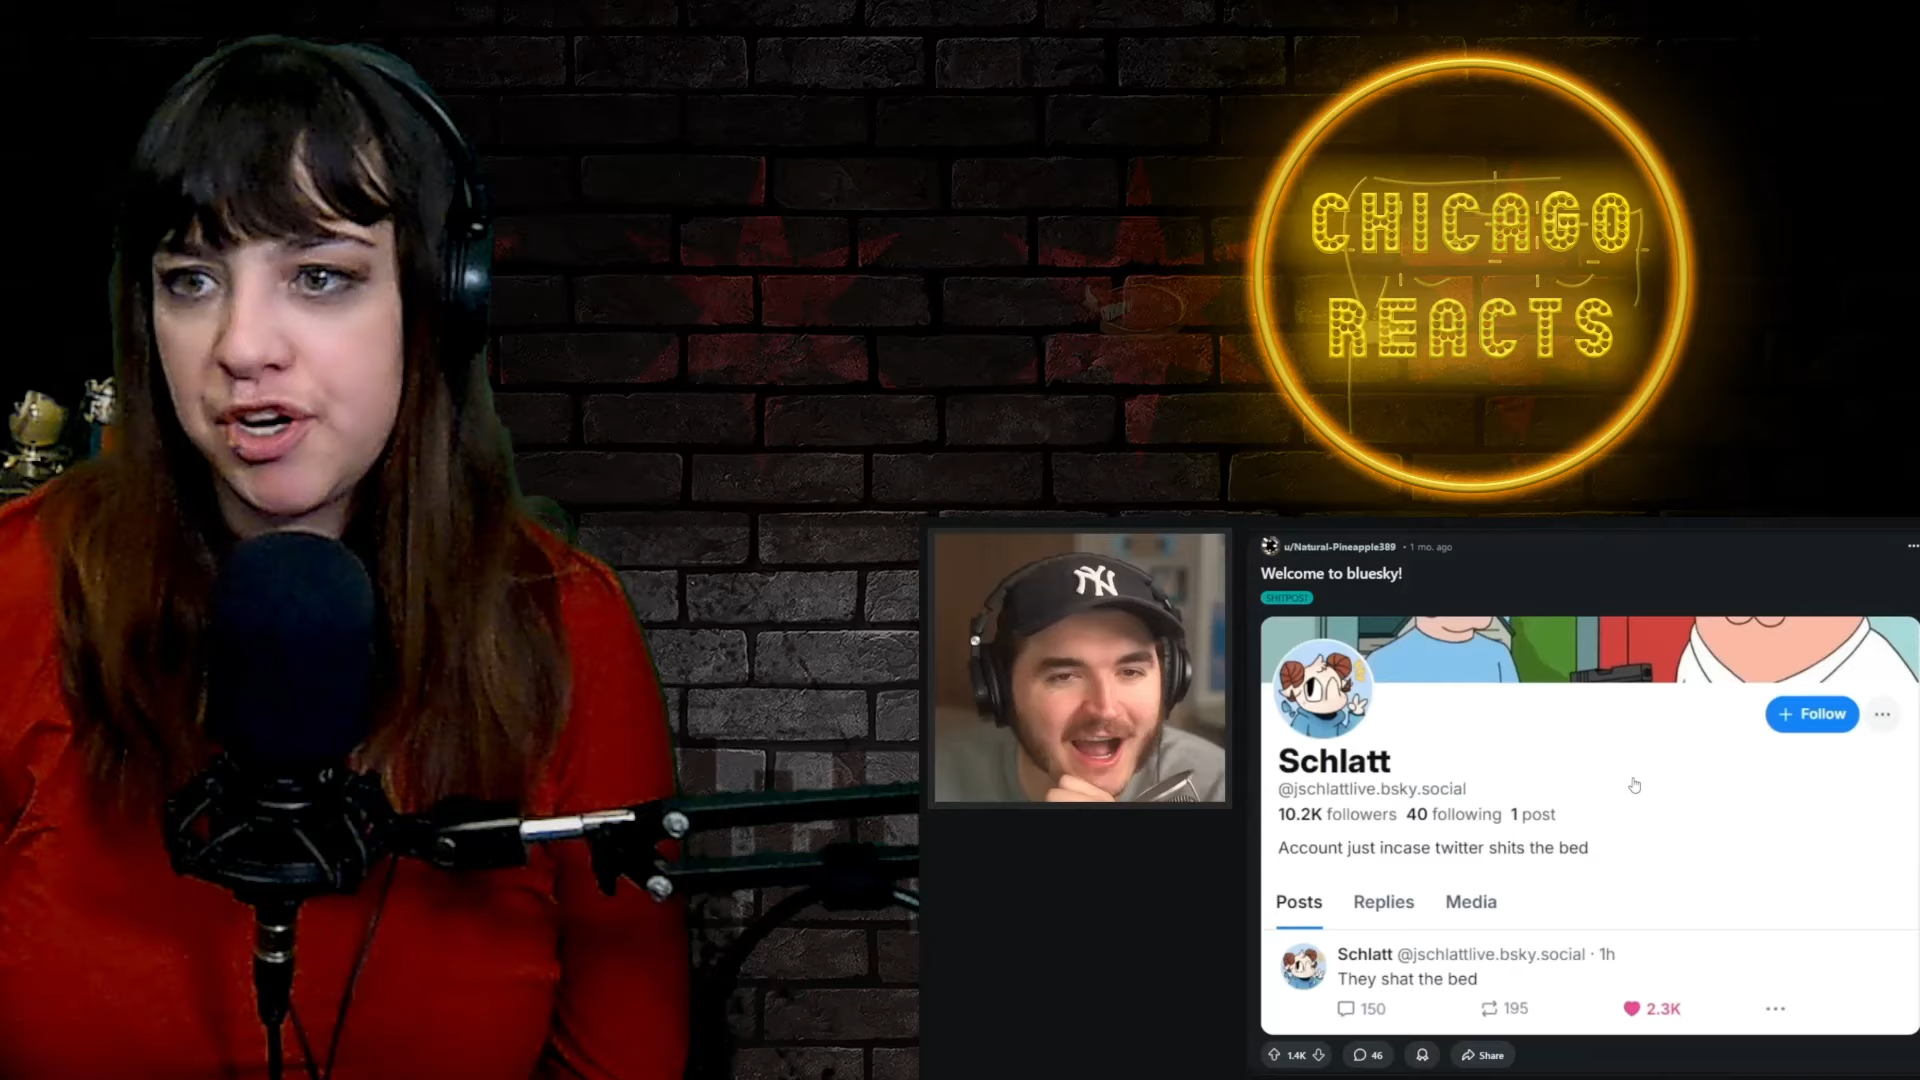 CHICAGO
REACTS
NY
u/Natural-Pineapple389 • 1 mo. ago
Welcome to bluesky!
SHITPOST
+ Follow
Schlatt
@jschlattlive.bsky.social
10.2K followers 40 following 1 post
Account just incase twitter shits the bed
Posts Replies Media
Schlatt @jschlattlive.bsky.social · 1h
They shat the bed
150 195 2.3K
1.4K 46 Share